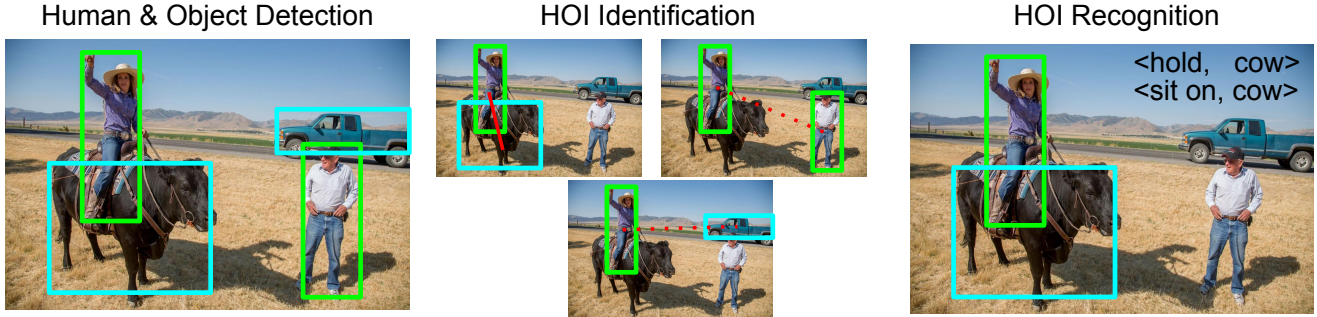 Human & Object Detection
HOI Identification
HOI Recognition
<hold, cow>
<sit on, cow>